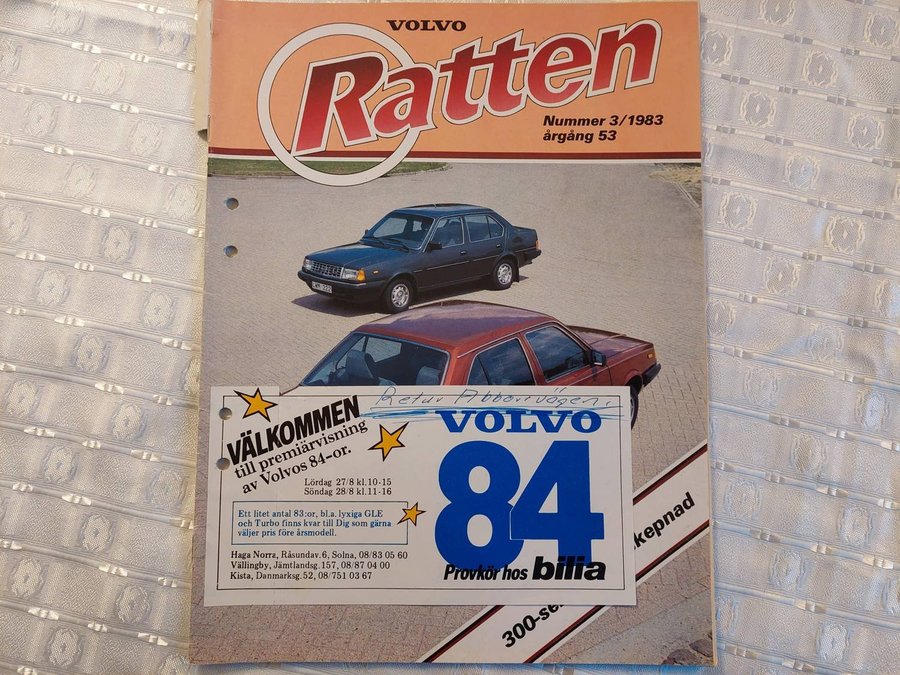 VOLVO
Ratten
Nummer 3/1983
årgång 53
Retur Abborrvägen
VÄLKOMMEN
till premiärvisning
av Volvos 84-or.
Lördag 27/8 kl.10-15
Söndag 28/8 kl.11-16
Ett litet antal 83:or, bl.a. lyxiga GLE
och Turbo finns kvar till Dig som gärna
väljer pris före årsmodell.
Haga Norra, Råsundav. 6, Solna, 08/83 05 60
Vällingby, Jämtlandsg. 157, 08/87 04 00
Kista, Danmarksg. 52, 08/751 03 67
VOLVO
84
Provkör hos bilia
300-se
kepnad